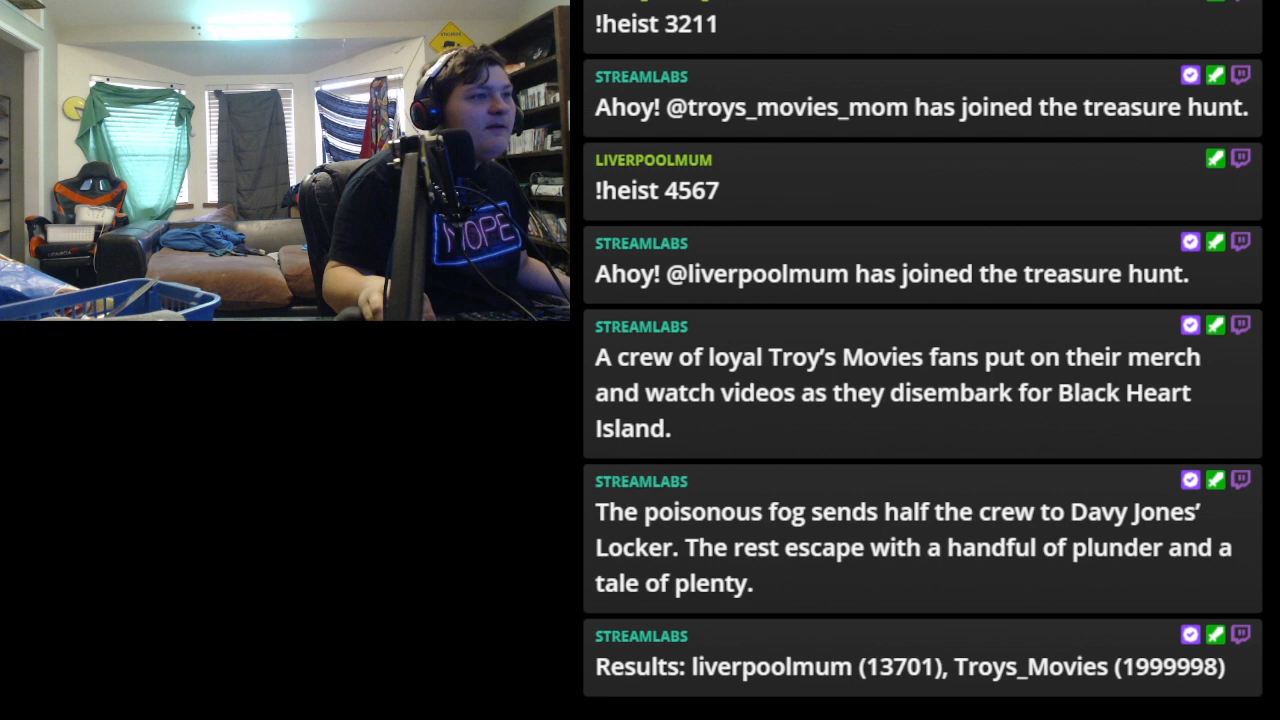 !heist 3211
STREAMLABS
Ahoy! @troys_movies_mom has joined the treasure hunt.
LIVERPOOLMUM
!heist 4567
STREAMLABS
Ahoy! @liverpoolmum has joined the treasure hunt.
STREAMLABS
A crew of loyal Troy’s Movies fans put on their merch
and watch videos as they disembark for Black Heart
Island.
STREAMLABS
The poisonous fog sends half the crew to Davy Jones’
Locker. The rest escape with a handful of plunder and a
tale of plenty.
STREAMLABS
Results: liverpoolmum (13701), Troys_Movies (1999998)
NOPE